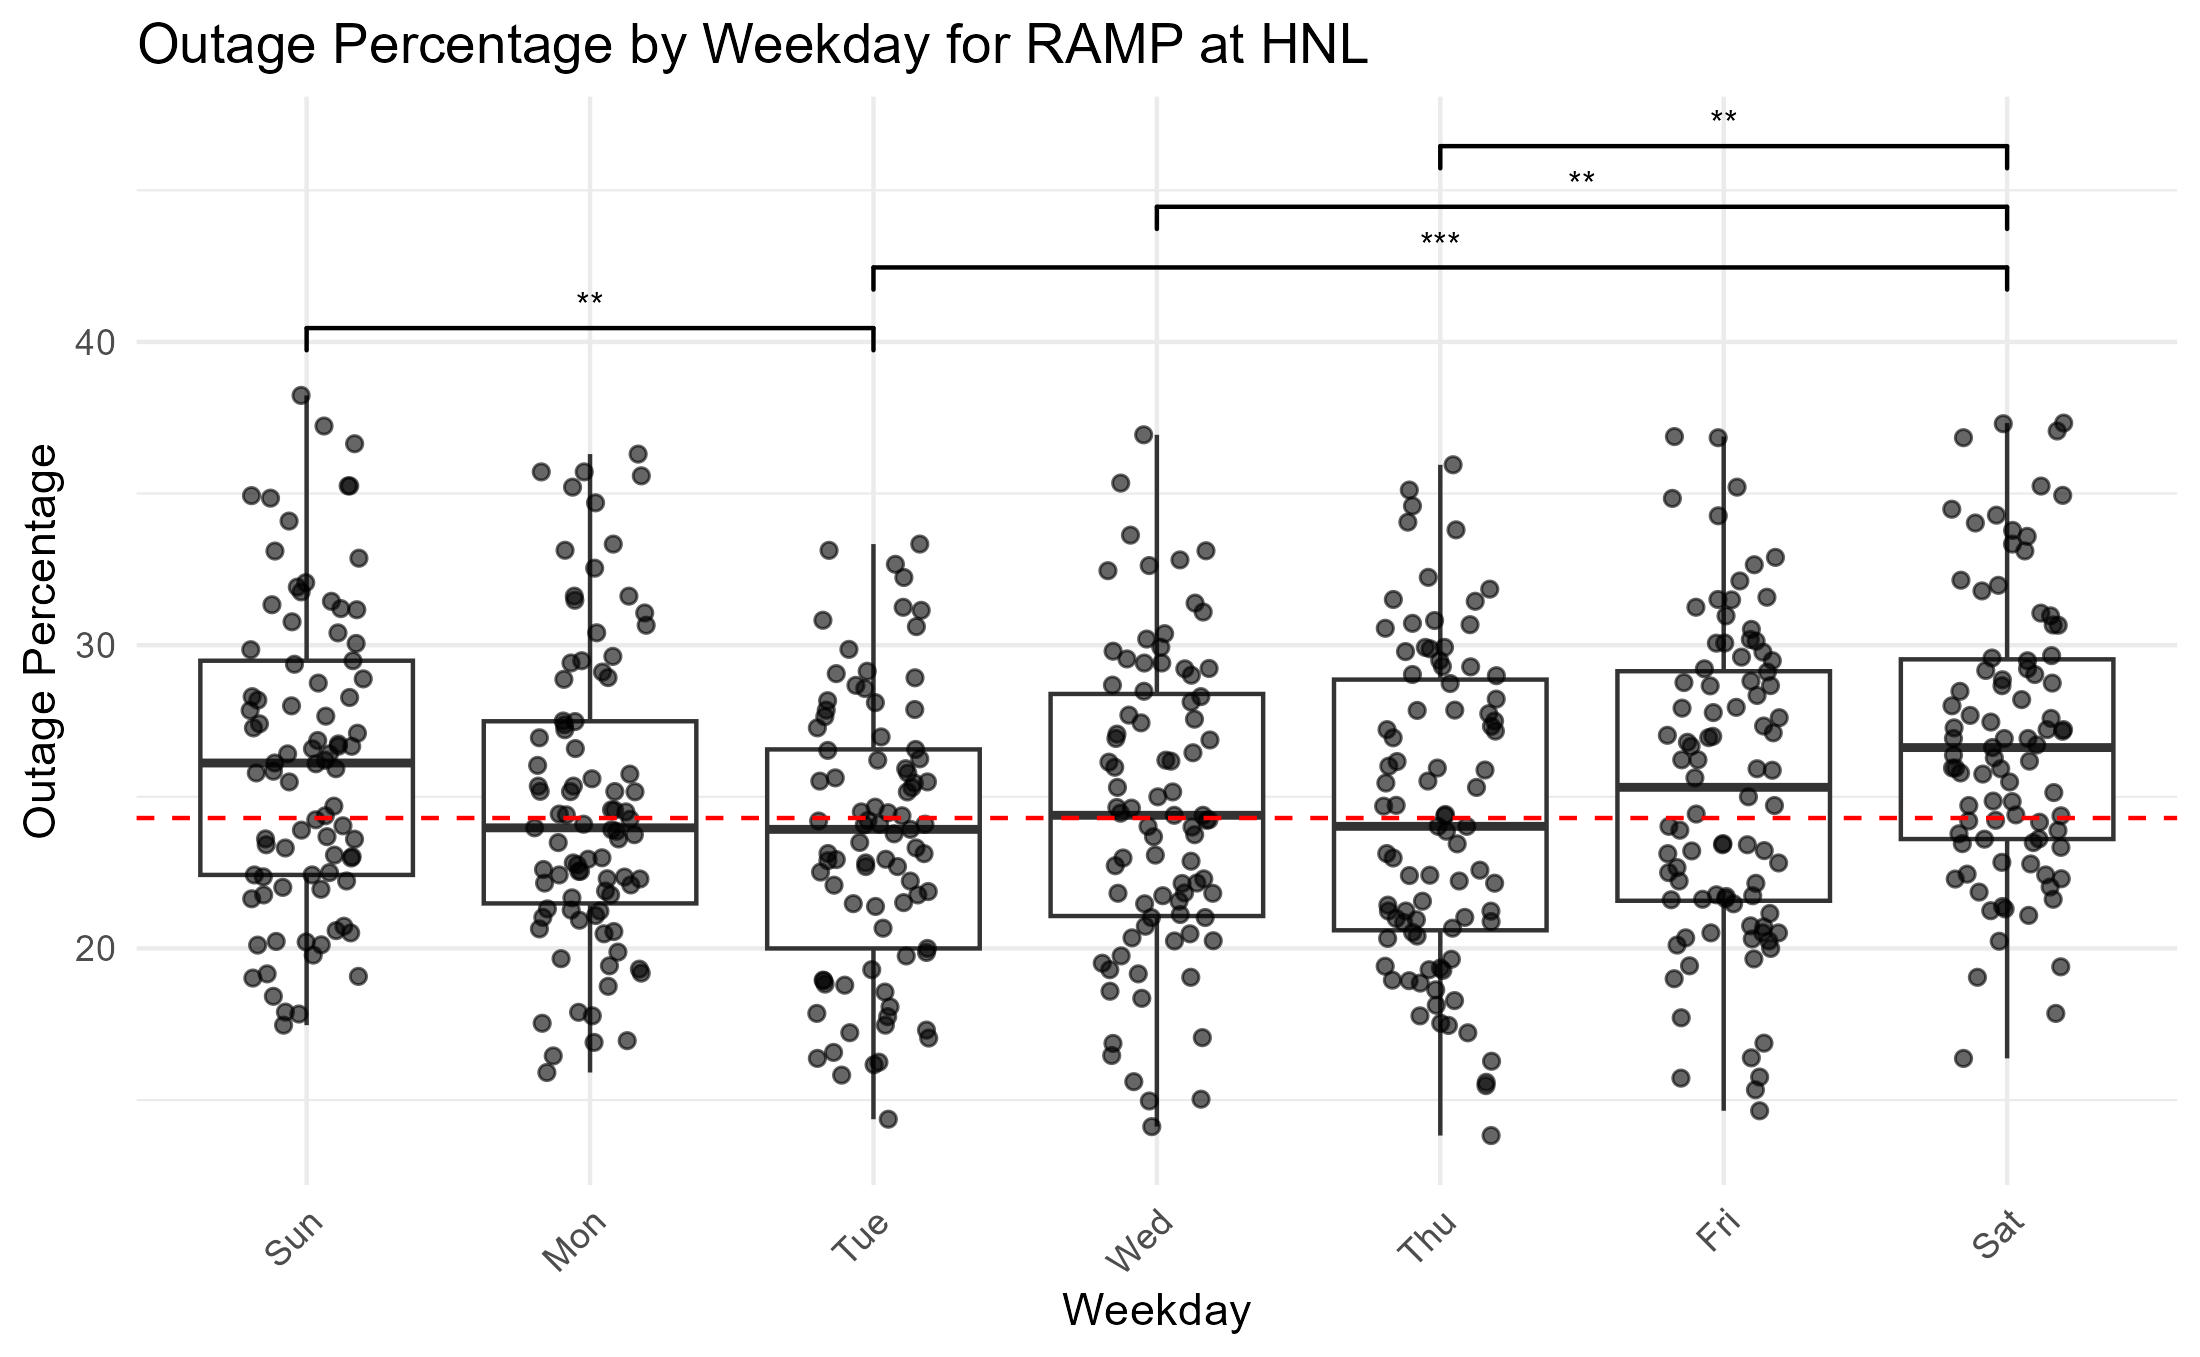 Outage Percentage by Weekday for RAMP at HNL
**
**
***
**
40
30
20
Outage Percentage
Sun Mon Tue Wed Thu Fri Sat
Weekday